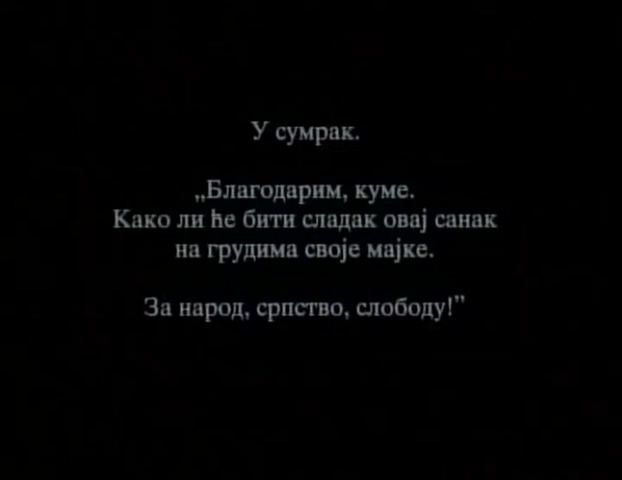 У сумрак.
„Благодарим, куме.
Како ли ће бити сладак овај санак
на грудима своје мајке.
За народ, српство, слободу!”